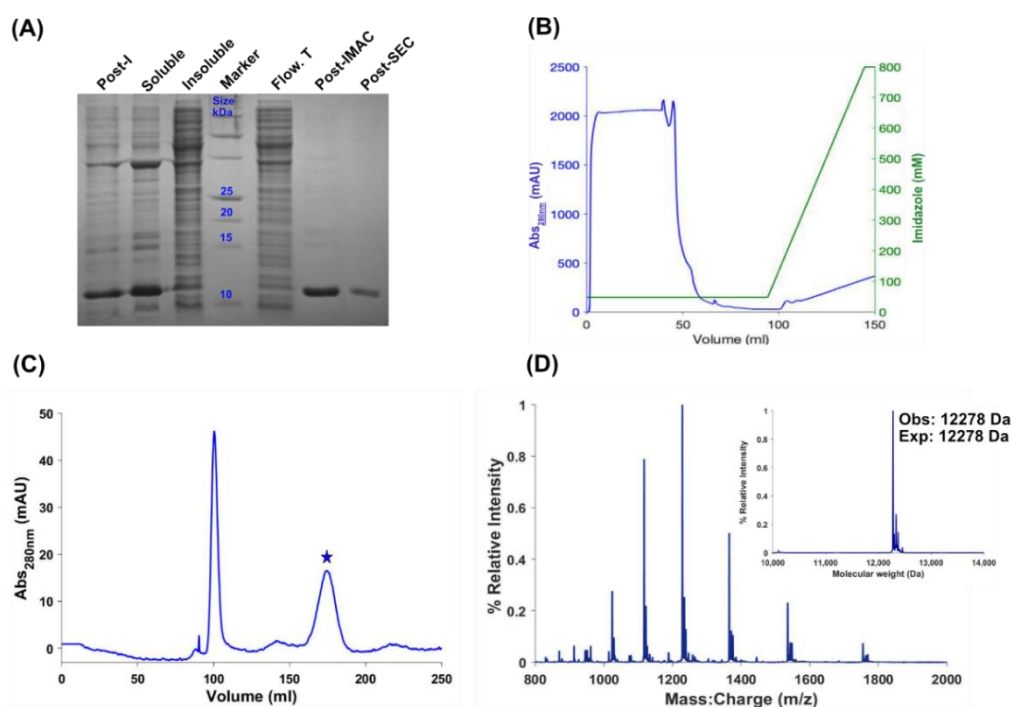 (A)
Post-I
Soluble
Insoluble
Marker
Flow. T
Post-IMAC
Post-SEC
Size
kDa
25
20
15
10
(B)
2500
2000
1500
1000
500
0
Abs280nm (mAU)
0
50
100
150
Volume (ml)
800
700
600
500
400
300
200
100
0
Imidazole (mM)
(C)
50
40
30
20
10
0
Abs280nm (mAU)
0
50
100
150
200
250
Volume (ml)
(D)
1
0.8
0.6
0.4
0.2
0
% Relative Intensity
800
1000
1200
1400
1600
1800
2000
Mass:Charge (m/z)
Obs: 12278 Da
Exp: 12278 Da
1
0.8
0.6
0.4
0.2
0
% Relative Intensity
10,000
11,000
12,000
13,000
14,000
Molecular weight (Da)